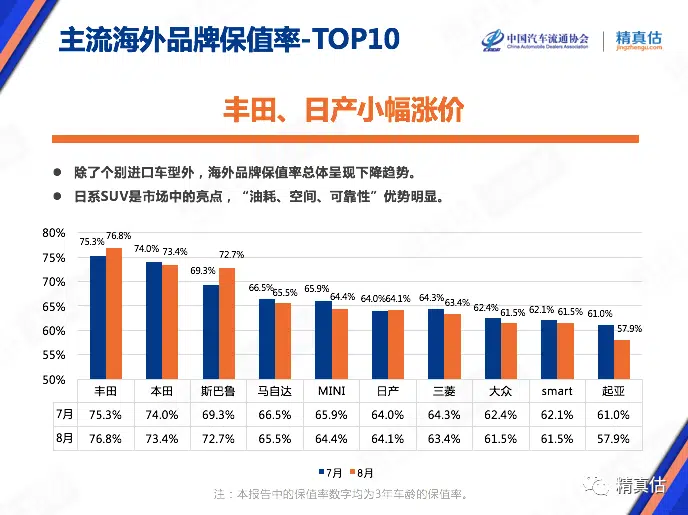 主流海外品牌保值率-TOP10
中国汽车流通协会
China Automobile Dealers Association
精真估
jingzhengu.com
丰田、日产小幅涨价
● 除了个别进口车型外，海外品牌保值率总体呈现下降趋势。
● 日系SUV是市场中的亮点，“油耗、空间、可靠性”优势明显。
80%
75%
70%
65%
60%
55%
50%
75.3% 76.8% 74.0% 73.4% 69.3% 72.7% 66.5% 65.5% 65.9% 64.4% 64.0% 64.1% 64.3% 63.4% 62.4% 61.5% 62.1% 61.5% 61.0% 57.9%
丰田 本田 斯巴鲁 马自达 MINI 日产 三菱 大众 smart 起亚
7月 75.3% 74.0% 69.3% 66.5% 65.9% 64.0% 64.3% 62.4% 62.1% 61.0%
8月 76.8% 73.4% 72.7% 65.5% 64.4% 64.1% 63.4% 61.5% 61.5% 57.9%
7月 8月
注：本报告中的保值率数字均为3年车龄的保值率。
精真估